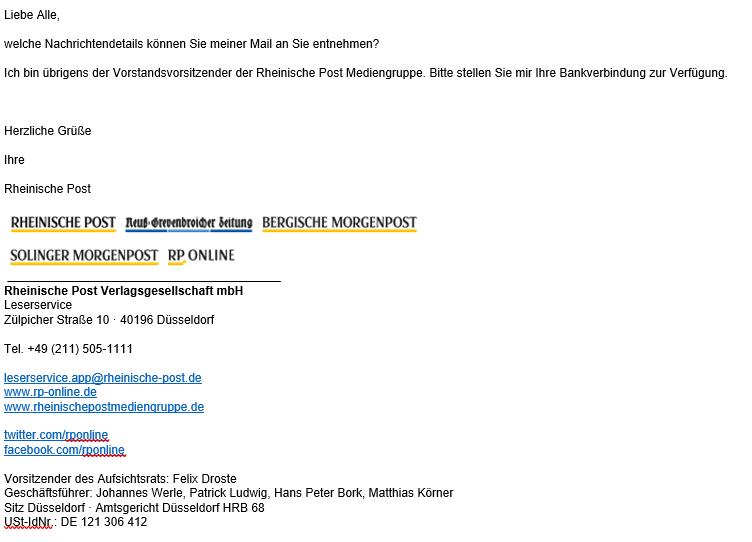 Liebe Alle,
welche Nachrichtendetails können Sie meiner Mail an Sie entnehmen?
Ich bin übrigens der Vorstandsvorsitzender der Rheinische Post Mediengruppe. Bitte stellen Sie mir Ihre Bankverbindung zur Verfügung.
Herzliche Grüße
Ihre
Rheinische Post
RHEINISCHE POST Neuß-Grevenbroicher Zeitung BERGISCHE MORGENPOST
SOLINGER MORGENPOST RP ONLINE
Rheinische Post Verlagsgesellschaft mbH
Leserservice
Zülpicher Straße 10 · 40196 Düsseldorf
Tel. +49 (211) 505-1111
leserservice.app@rheinische-post.de
www.rp-online.de
www.rheinischepostmediengruppe.de
twitter.com/rponline
facebook.com/rponline
Vorsitzender des Aufsichtsrats: Felix Droste
Geschäftsführer: Johannes Werle, Patrick Ludwig, Hans Peter Bork, Matthias Körner
Sitz Düsseldorf · Amtsgericht Düsseldorf HRB 68
USt-IdNr.: DE 121 306 412